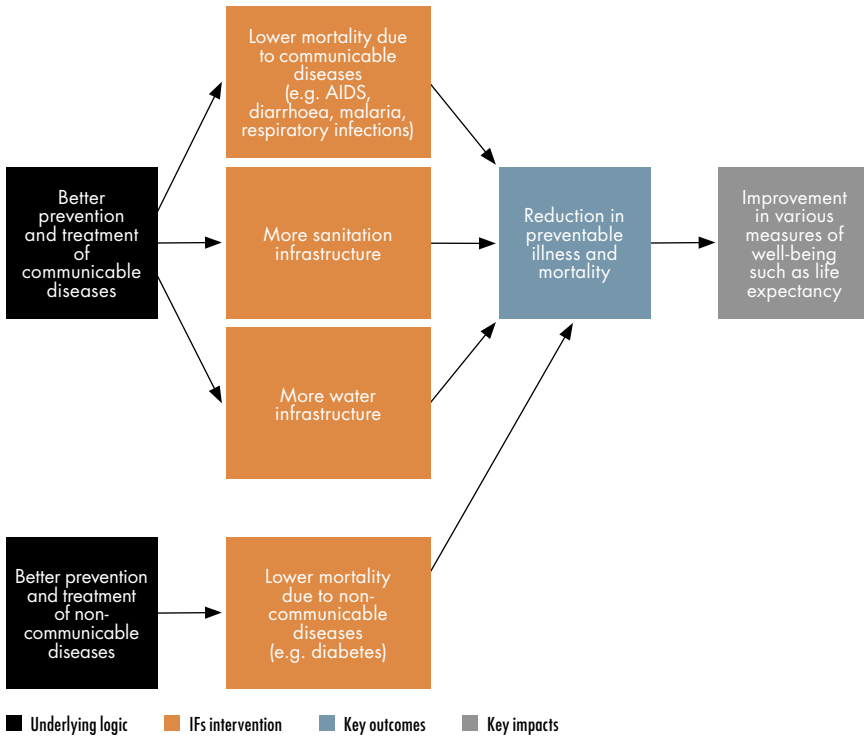 Lower mortality due
to communicable
diseases
(e.g. AIDS,
diarrhoea, malaria,
respiratory infections)
Better
prevention
and treatment
of
communicable
diseases
More sanitation
infrastructure
Reduction in
preventable
illness and
mortality
Improvement
in various
measures of
well-being
such as life
expectancy
More water
infrastructure
Better prevention
and treatment
of non-
communicable
diseases
Lower mortality
due to non-
communicable
diseases
(e.g. diabetes)
Underlying logic
IFs intervention
Key outcomes
Key impacts